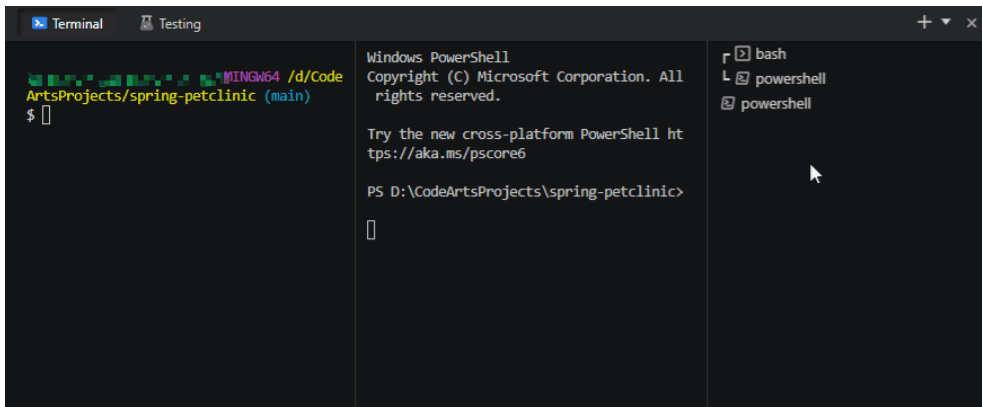 Terminal
Testing
MINGW64 /d/Code
ArtsProjects/spring-petclinic (main)
$
Windows PowerShell
Copyright (C) Microsoft Corporation. All
rights reserved.
Try the new cross-platform PowerShell ht
tps://aka.ms/pscore6
PS D:\CodeArtsProjects\spring-petclinic>
bash
powershell
powershell